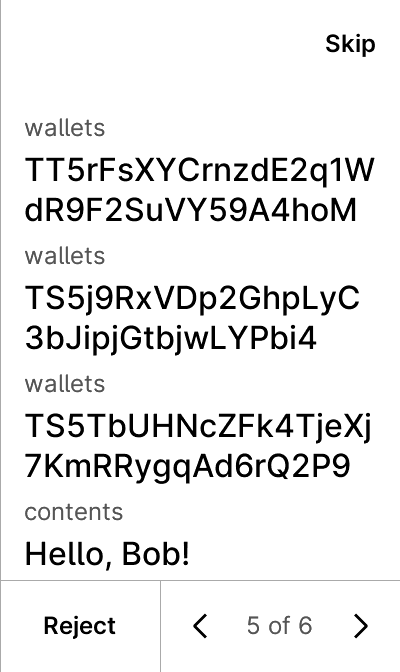 Skip
wallets
TT5rFsXYCrnzdE2q1W
dR9F2SuVY59A4hoM
wallets
TS5j9RxVDp2GhpLyC
3bJipjGtbjwLYPbi4
wallets
TS5TbUHNcZFk4TjeXj
7KmRRygqAd6rQ2P9
contents
Hello, Bob!
Reject
5 of 6